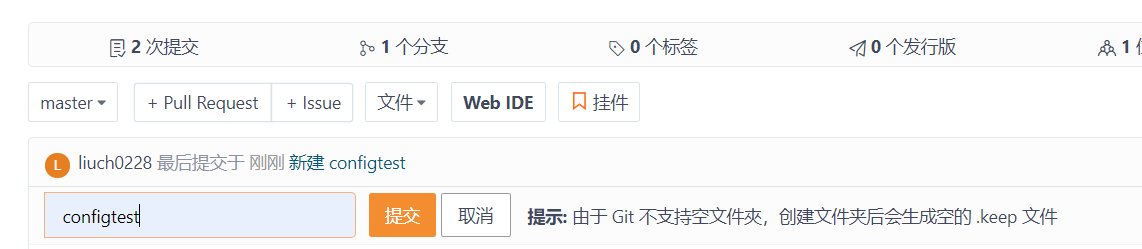 2 次提交 1 个分支 0 个标签 0 个发行版 1
master + Pull Request + Issue 文件 Web IDE 挂件
L liuch0228 最后提交于 刚刚 新建 configtest
configtest 提交 取消 提示: 由于 Git 不支持空文件夾，创建文件夹后会生成空的 .keep 文件